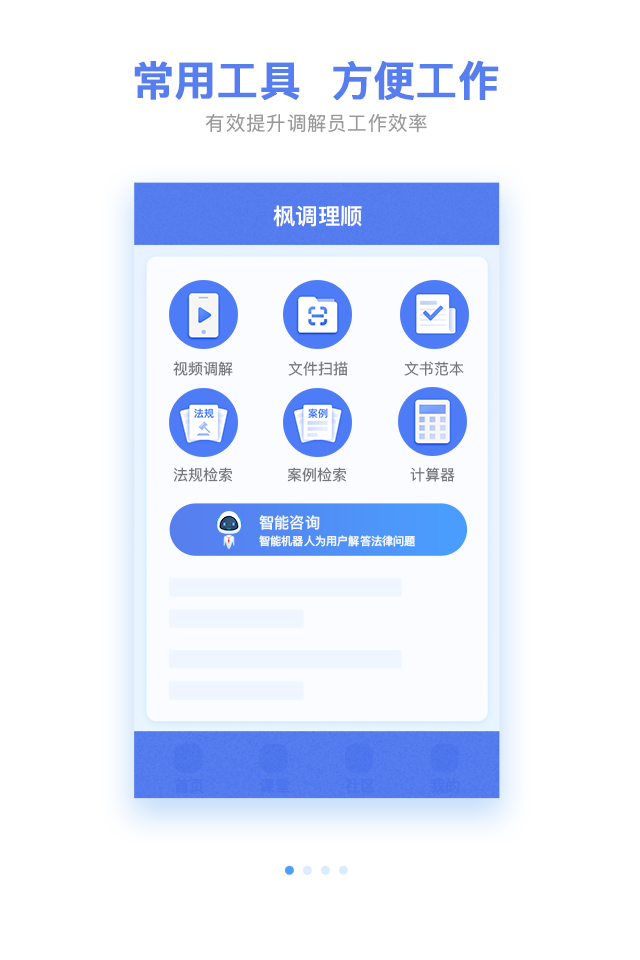 常用工具 方便工作
有效提升调解员工作效率
枫调理顺
视频调解 文件扫描 文书范本
法规 案例
法规检索 案例检索 计算器
智能咨询
智能机器人为用户解答法律问题
首页 课堂 社区 我的